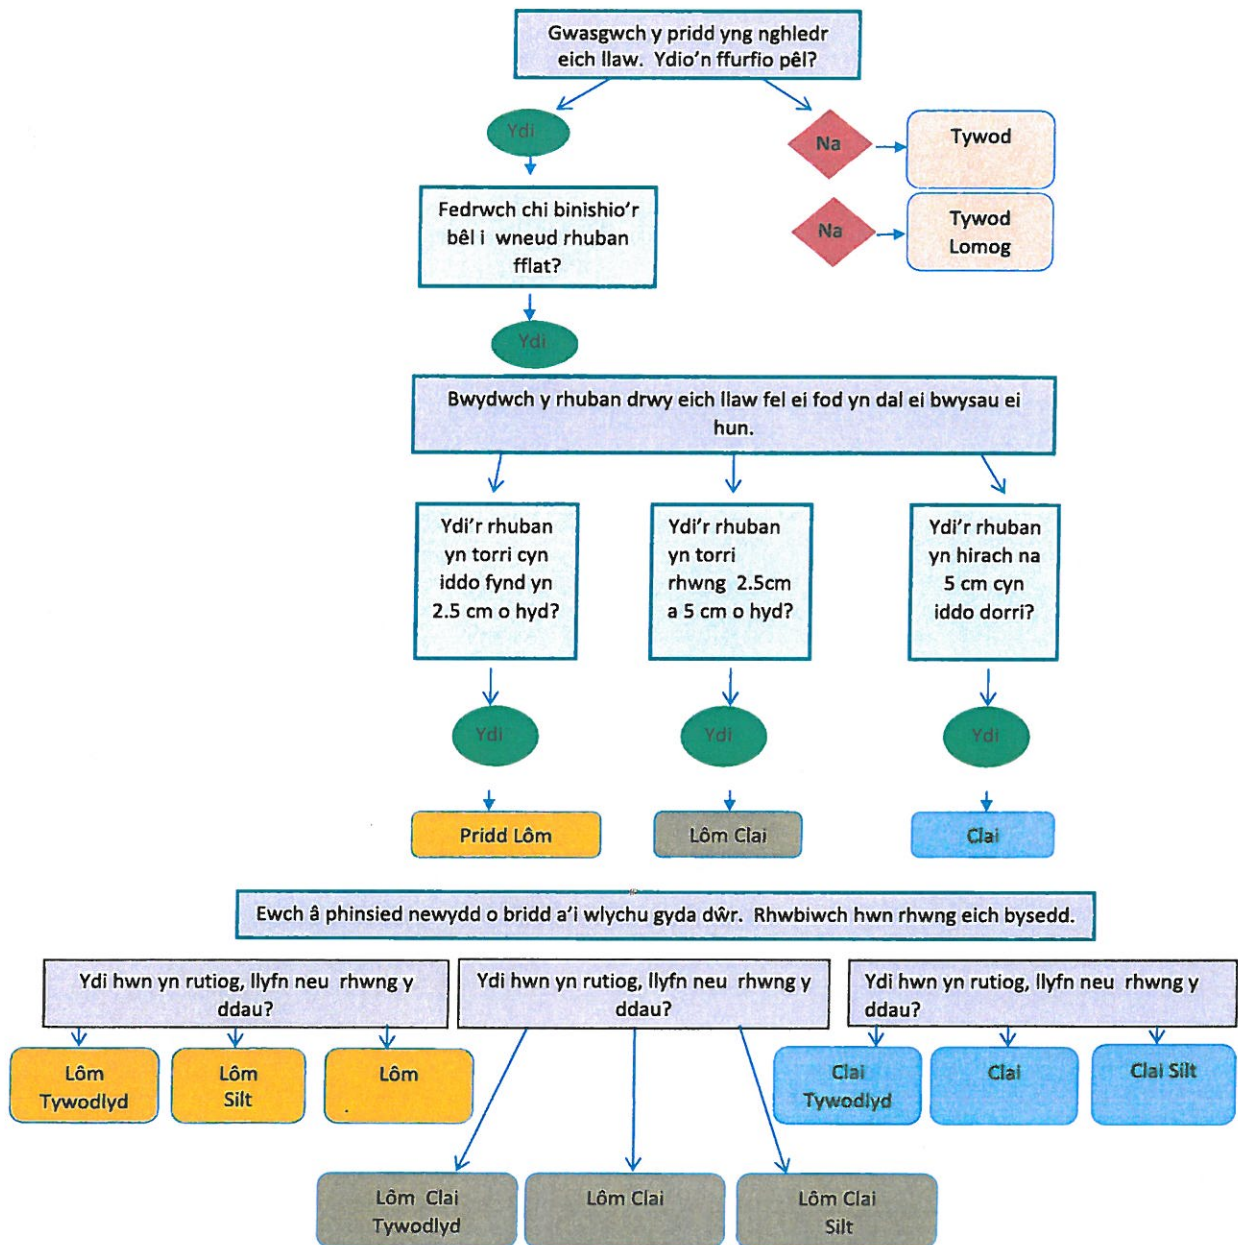 Gwasgwch y pridd yng nghledr
eich llaw. Ydio'n ffurfio pêl?
Ydi
Na
Tywod
Fedrwch chi binishio'r
bêl i wneud rhuban
fflat?
Na
Tywod
Lomog
Ydi
Bwydwch y rhuban drwy eich llaw fel ei fod yn dal ei bwysau ei
hun.
Ydi'r rhuban
yn torri cyn
iddo fynd yn
2.5 cm o hyd?
Ydi'r rhuban
yn torri
rhwng 2.5cm
a 5 cm o hyd?
Ydi'r rhuban
yn hirach na
5 cm cyn
iddo dorri?
Ydi
Ydi
Ydi
Pridd Lôm
Lôm Clai
Clai
Ewch â phinsied newydd o bridd a'i wlychu gyda dŵr. Rhwbiwch hwn rhwng eich bysedd.
Ydi hwn yn rutiog, llyfn neu rhwng y
ddau?
Ydi hwn yn rutiog, llyfn neu rhwng y
ddau?
Ydi hwn yn rutiog, llyfn neu rhwng y
ddau?
Lôm
Tywodlyd
Lôm
Silt
Lôm
Clai
Tywodlyd
Clai
Clai Silt
Lôm Clai
Tywodlyd
Lôm Clai
Lôm Clai
Silt